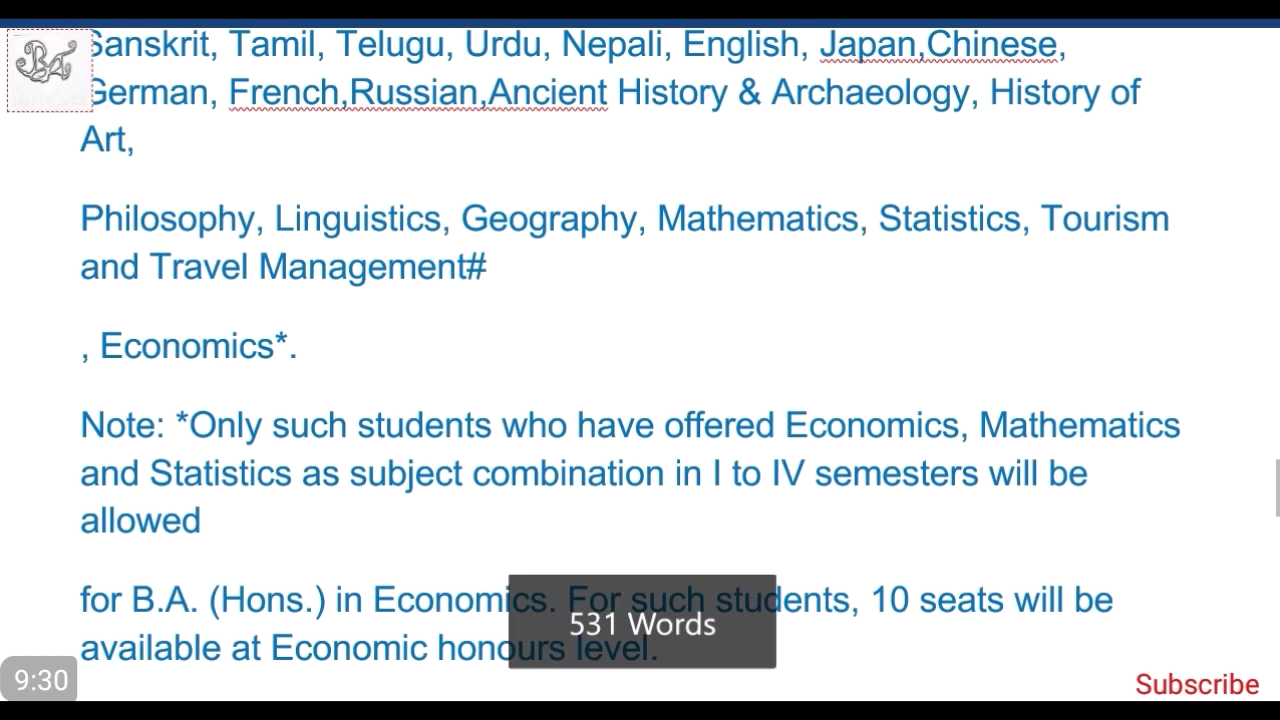 BA
Sanskrit, Tamil, Telugu, Urdu, Nepali, English, Japan,Chinese,
German, French,Russian,Ancient History & Archaeology, History of
Art,
Philosophy, Linguistics, Geography, Mathematics, Statistics, Tourism
and Travel Management#
, Economics*.
Note: *Only such students who have offered Economics, Mathematics
and Statistics as subject combination in I to IV semesters will be
allowed
for B.A. (Hons.) in Economics. For such students, 10 seats will be
available at Economic honours level.
531 Words
9:30
Subscribe